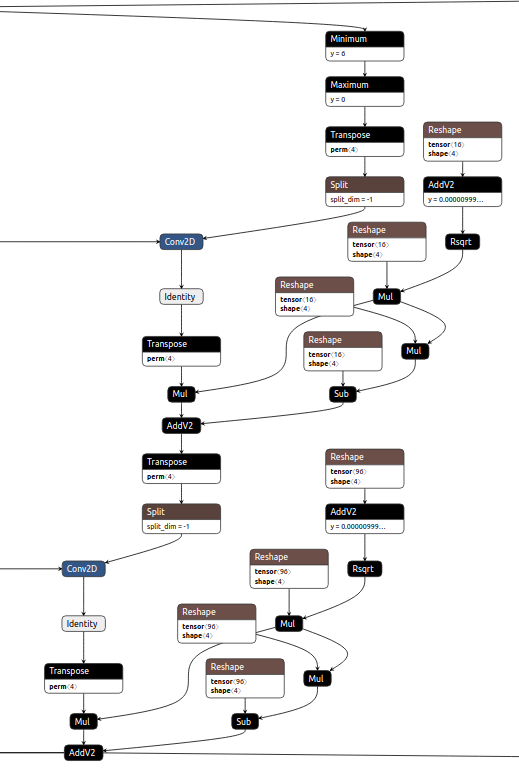 Minimum
y = 6
Maximum
y = 0
Transpose
perm⟨4⟩
Reshape
tensor⟨16⟩
shape⟨4⟩
Split
split_dim = -1
AddV2
y = 0.00000999...
Reshape
tensor⟨16⟩
shape⟨4⟩
Conv2D
Rsqrt
Reshape
tensor⟨16⟩
shape⟨4⟩
Identity
Mul
Reshape
tensor⟨16⟩
shape⟨4⟩
Transpose
perm⟨4⟩
Mul
Mul
Sub
AddV2
Transpose
perm⟨4⟩
Reshape
tensor⟨96⟩
shape⟨4⟩
Split
split_dim = -1
AddV2
y = 0.00000999...
Reshape
tensor⟨96⟩
shape⟨4⟩
Conv2D
Rsqrt
Reshape
tensor⟨96⟩
shape⟨4⟩
Identity
Mul
Reshape
tensor⟨96⟩
shape⟨4⟩
Transpose
perm⟨4⟩
Mul
Mul
Sub
AddV2